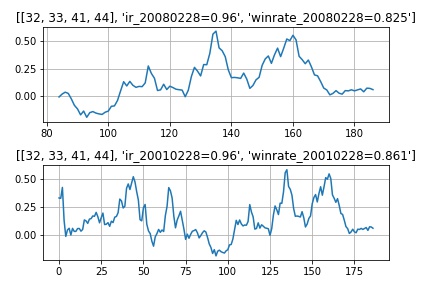 [[32, 33, 41, 44], 'ir_20080228=0.96', 'winrate_20080228=0.825']
0.50
0.25
0.00
80 100 120 140 160 180
[[32, 33, 41, 44], 'ir_20010228=0.96', 'winrate_20010228=0.861']
0.50
0.25
0.00
0 25 50 75 100 125 150 175